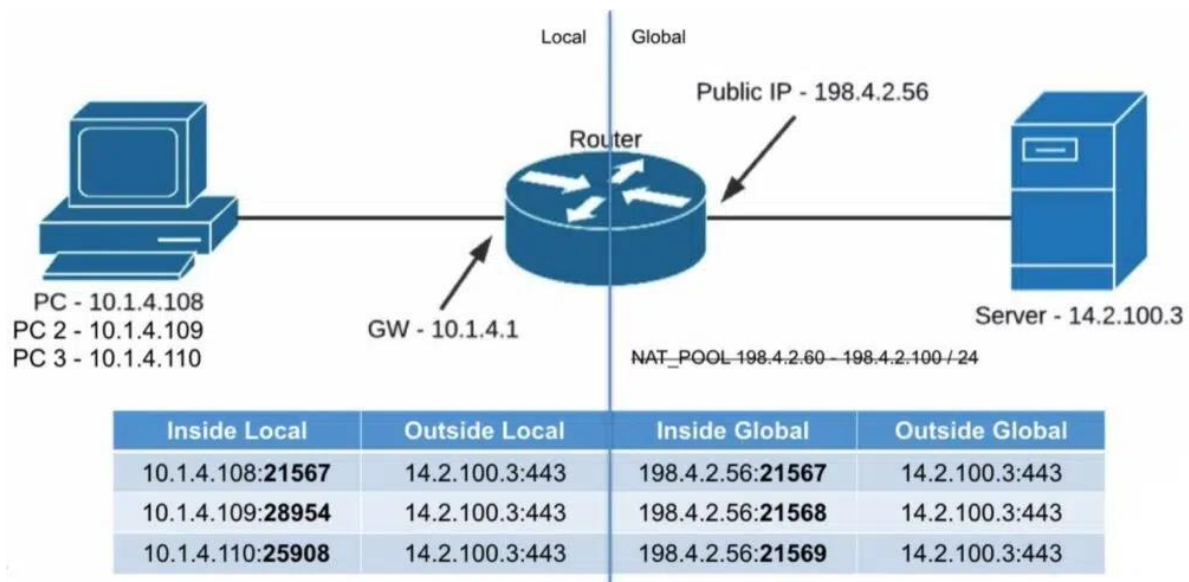 Local Global
Public IP - 198.4.2.56
Router
PC - 10.1.4.108
PC 2 - 10.1.4.109
PC 3 - 10.1.4.110
GW - 10.1.4.1
Server - 14.2.100.3
NAT_POOL 198.4.2.60 - 198.4.2.100 / 24
Inside Local Outside Local Inside Global Outside Global
10.1.4.108:21567 14.2.100.3:443 198.4.2.56:21567 14.2.100.3:443
10.1.4.109:28954 14.2.100.3:443 198.4.2.56:21568 14.2.100.3:443
10.1.4.110:25908 14.2.100.3:443 198.4.2.56:21569 14.2.100.3:443